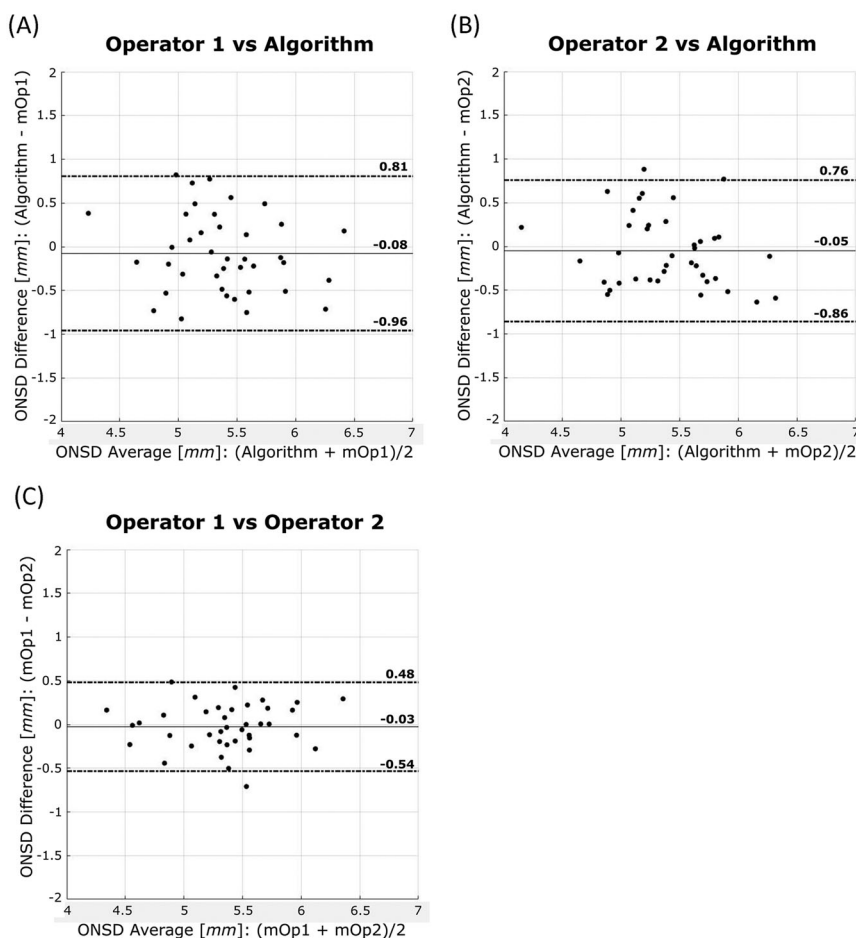 (A)
Operator 1 vs Algorithm
ONSD Difference [mm]: (Algorithm - mOp1)
2
1.5
1
0.5
0
-0.5
-1
-1.5
-2
0.81
-0.08
-0.96
4 4.5 5 5.5 6 6.5 7
ONSD Average [mm]: (Algorithm + mOp1)/2
(B)
Operator 2 vs Algorithm
ONSD Difference [mm]: (Algorithm - mOp2)
2
1.5
1
0.5
0
-0.5
-1
-1.5
-2
0.76
-0.05
-0.86
4 4.5 5 5.5 6 6.5 7
ONSD Average [mm]: (Algorithm + mOp2)/2
(C)
Operator 1 vs Operator 2
ONSD Difference [mm]: (mOp1 - mOp2)
2
1.5
1
0.5
0
-0.5
-1
-1.5
-2
0.48
-0.03
-0.54
4 4.5 5 5.5 6 6.5 7
ONSD Average [mm]: (mOp1 + mOp2)/2